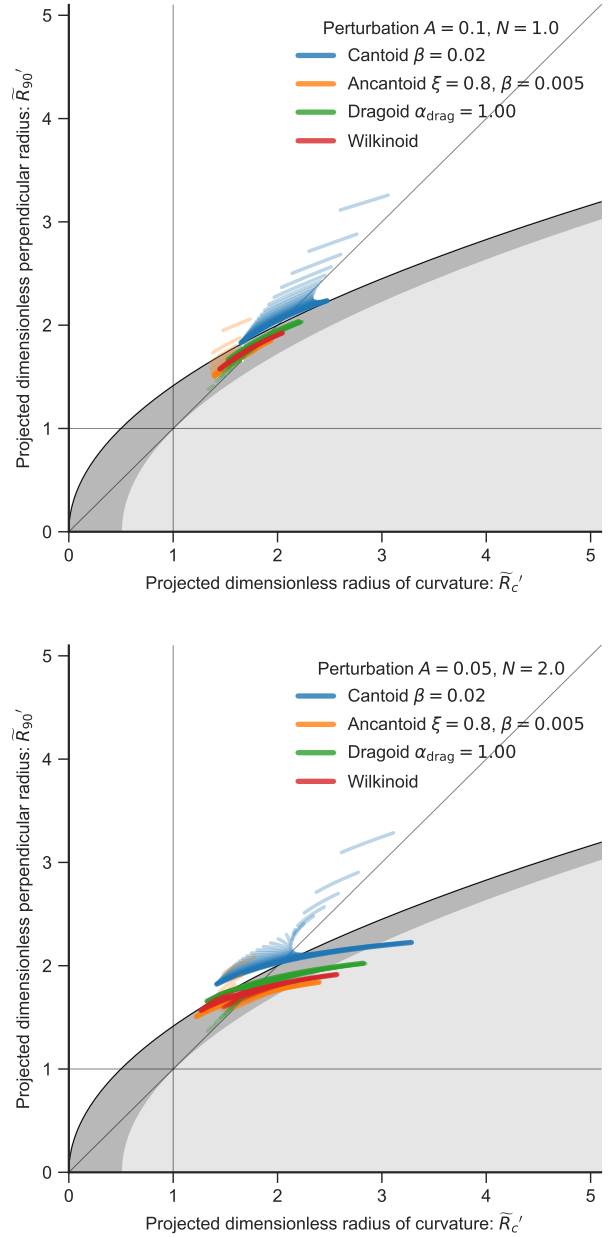 5
4
3
2
1
0
Projected dimensionless perpendicular radius: R̃₉₀′
Perturbation A = 0.1, N = 1.0
Cantoid β = 0.02
Ancantoid ξ = 0.8, β = 0.005
Dragoid α_drag = 1.00
Wilkinoid
0 1 2 3 4 5
Projected dimensionless radius of curvature: R̃_c′
5
4
3
2
1
0
Projected dimensionless perpendicular radius: R̃₉₀′
Perturbation A = 0.05, N = 2.0
Cantoid β = 0.02
Ancantoid ξ = 0.8, β = 0.005
Dragoid α_drag = 1.00
Wilkinoid
0 1 2 3 4 5
Projected dimensionless radius of curvature: R̃_c′